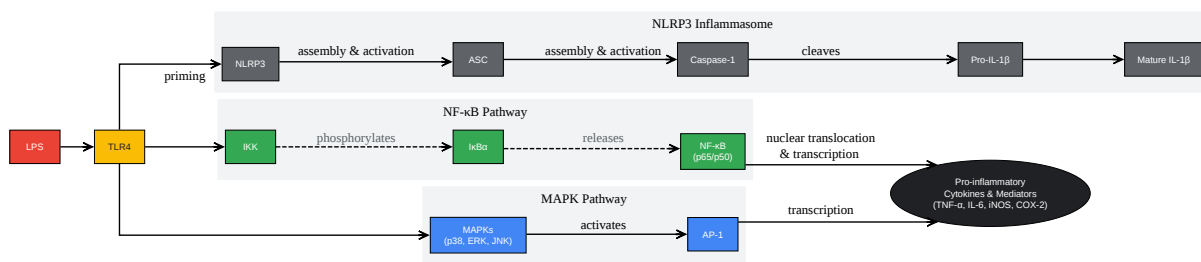 NLRP3 Inflammasome
NLRP3
assembly & activation
ASC
assembly & activation
Caspase-1
cleaves
Pro-IL-1β
Mature IL-1β
priming
NF-κB Pathway
LPS
TLR4
IKK
phosphorylates
IκBα
releases
NF-κB
(p65/p50)
nuclear translocation
& transcription
Pro-inflammatory
Cytokines & Mediators
(TNF-α, IL-6, iNOS, COX-2)
MAPK Pathway
MAPKs
(p38, ERK, JNK)
activates
AP-1
transcription